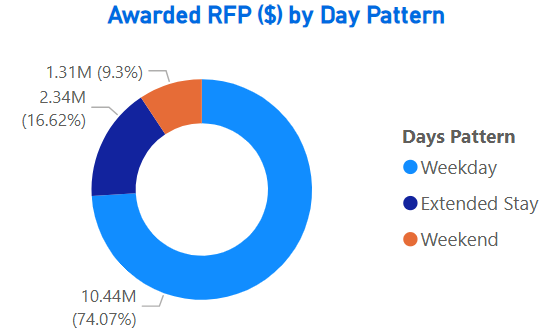 Awarded RFP ($) by Day Pattern
1.31M (9.3%)
2.34M
(16.62%)
10.44M
(74.07%)
Days Pattern
Weekday
Extended Stay
Weekend